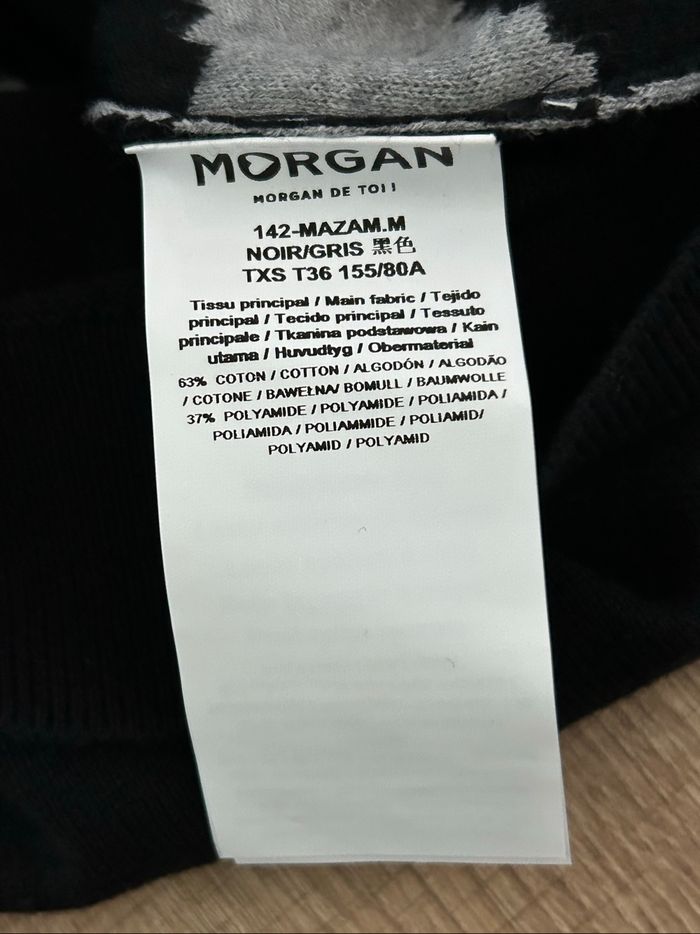 MORGAN
MORGAN DE TOI!
142-MAZAM.M
NOIR/GRIS 黑色
TXS T36 155/80A
Tissu principal / Main fabric / Tejido
principal / Tecido principal / Tessuto
principale / Tkanina podstawowa / Kain
utama / Huvudtyg / Obermaterial
63% COTON / COTTON / ALGODÓN / ALGODÃO
/ COTONE / BAWEŁNA/ BOMULL / BAUMWOLLE
37% POLYAMIDE / POLYAMIDE / POLIAMIDA /
POLIAMIDA / POLIAMMIDE / POLIAMID/
POLYAMID / POLYAMID